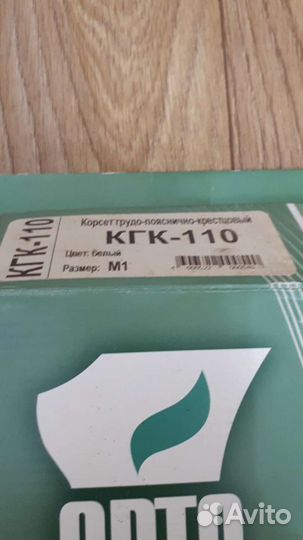 КГК-110
Корсет грудо-пояснично-крестцовый
КГК-110
Цвет: белый
Размер: М1
ОРТО
Avito